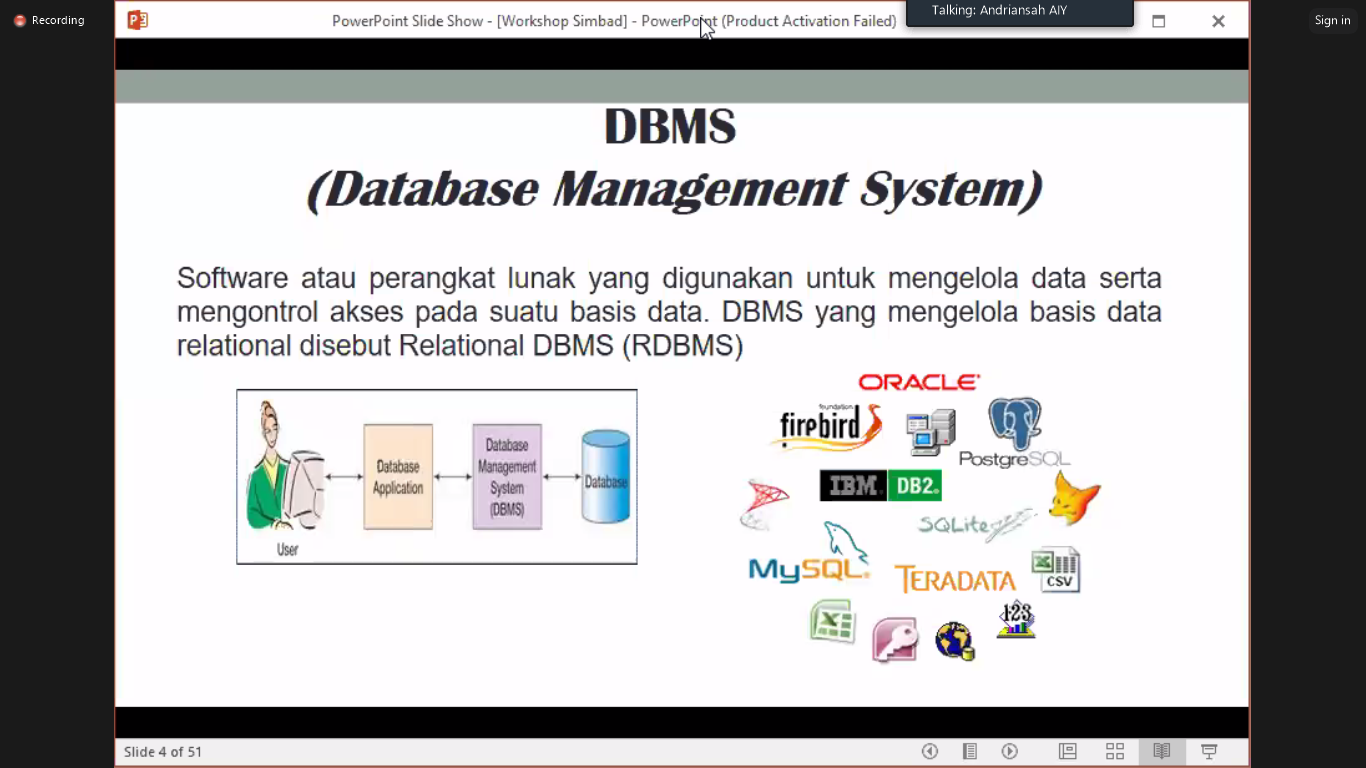 Recording
PowerPoint Slide Show - [Workshop Simbad] - PowerPoint (Product Activation Failed)
Talking: Andriansah AIY
Sign in
DBMS
(Database Management System)
Software atau perangkat lunak yang digunakan untuk mengelola data serta
mengontrol akses pada suatu basis data. DBMS yang mengelola basis data
relational disebut Relational DBMS (RDBMS)
User
Database
Application
Database
Management
System
(DBMS)
Database
ORACLE
foundation
firebird
PostgreSQL
IBM DB2
SQLite
MySQL
TERADATA
CSV
123
Slide 4 of 51